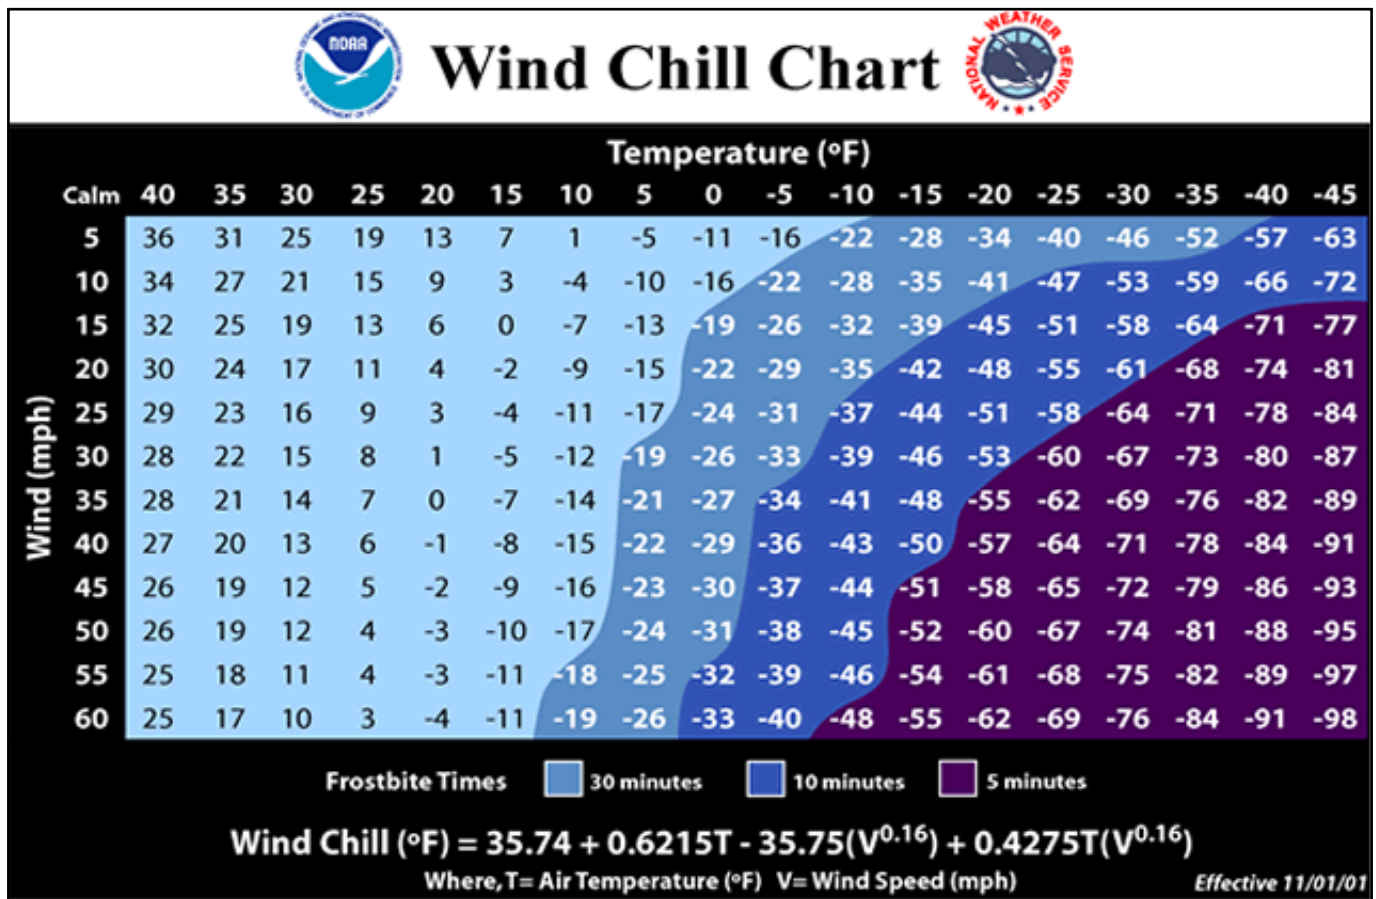 NATIONAL OCEANIC AND ATMOSPHERIC ADMINISTRATION
NOAA
U.S. DEPARTMENT OF COMMERCE
Wind Chill Chart
NATIONAL WEATHER SERVICE
Temperature (ºF)
Calm 40 35 30 25 20 15 10 5 0 -5 -10 -15 -20 -25 -30 -35 -40 -45
Wind (mph)
5 36 31 25 19 13 7 1 -5 -11 -16 -22 -28 -34 -40 -46 -52 -57 -63
10 34 27 21 15 9 3 -4 -10 -16 -22 -28 -35 -41 -47 -53 -59 -66 -72
15 32 25 19 13 6 0 -7 -13 -19 -26 -32 -39 -45 -51 -58 -64 -71 -77
20 30 24 17 11 4 -2 -9 -15 -22 -29 -35 -42 -48 -55 -61 -68 -74 -81
25 29 23 16 9 3 -4 -11 -17 -24 -31 -37 -44 -51 -58 -64 -71 -78 -84
30 28 22 15 8 1 -5 -12 -19 -26 -33 -39 -46 -53 -60 -67 -73 -80 -87
35 28 21 14 7 0 -7 -14 -21 -27 -34 -41 -48 -55 -62 -69 -76 -82 -89
40 27 20 13 6 -1 -8 -15 -22 -29 -36 -43 -50 -57 -64 -71 -78 -84 -91
45 26 19 12 5 -2 -9 -16 -23 -30 -37 -44 -51 -58 -65 -72 -79 -86 -93
50 26 19 12 4 -3 -10 -17 -24 -31 -38 -45 -52 -60 -67 -74 -81 -88 -95
55 25 18 11 4 -3 -11 -18 -25 -32 -39 -46 -54 -61 -68 -75 -82 -89 -97
60 25 17 10 3 -4 -11 -19 -26 -33 -40 -48 -55 -62 -69 -76 -84 -91 -98
Frostbite Times 30 minutes 10 minutes 5 minutes
Wind Chill (ºF) = 35.74 + 0.6215T - 35.75(V^0.16) + 0.4275T(V^0.16)
Where, T= Air Temperature (ºF) V= Wind Speed (mph)
Effective 11/01/01